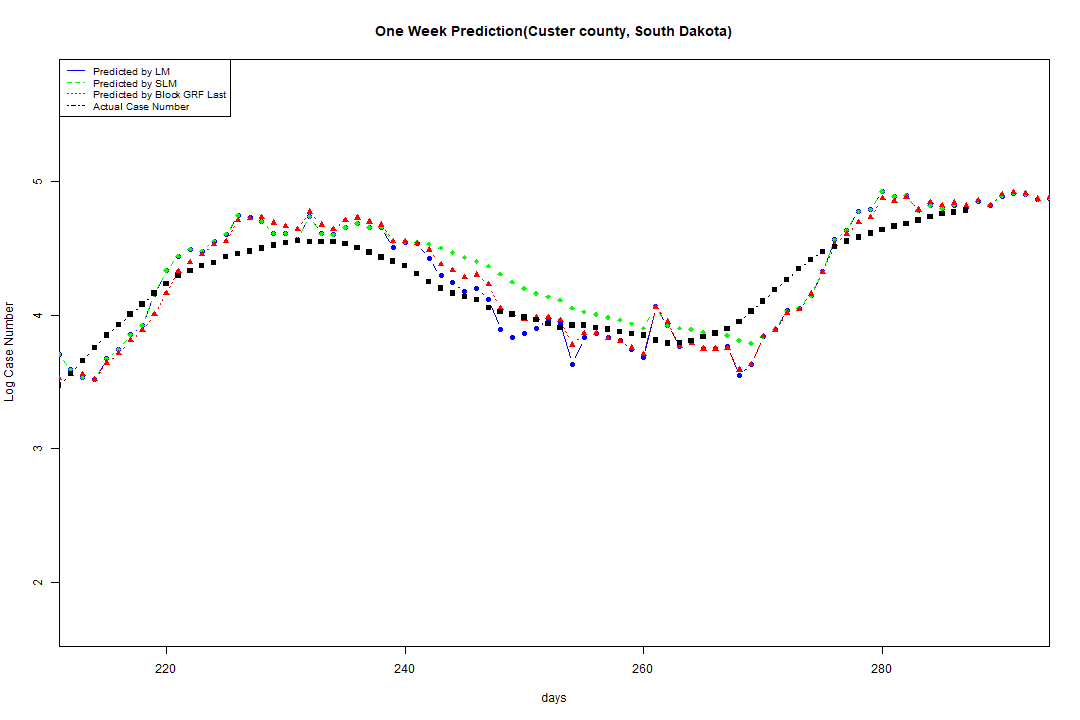 One Week Prediction(Custer county, South Dakota)
Predicted by LM
Predicted by SLM
Predicted by Block GRF Last
Actual Case Number
5
4
3
2
Log Case Number
220 240 260 280
days